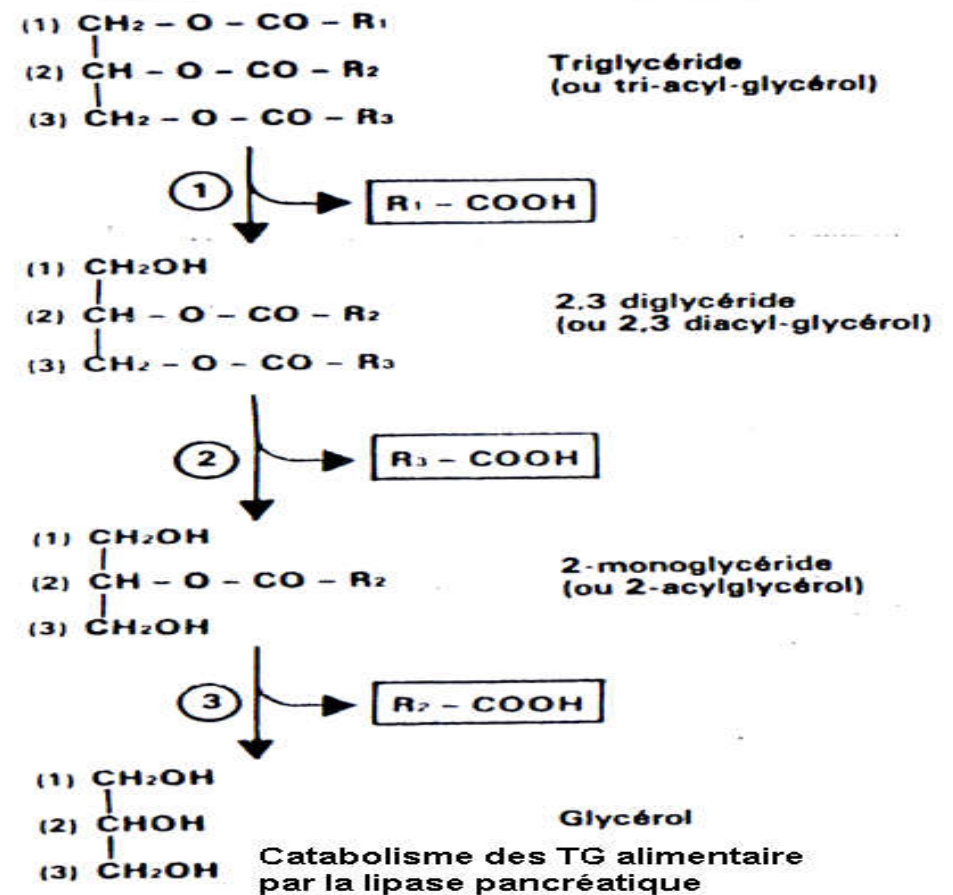 (1) CH₂ – O – CO – R₁
(2) CH – O – CO – R₂
Triglycéride
(ou tri-acyl-glycérol)
(3) CH₂ – O – CO – R₃
1
R₁ – COOH
(1) CH₂OH
(2) CH – O – CO – R₂
2,3 diglycéride
(ou 2,3 diacyl-glycérol)
(3) CH₂ – O – CO – R₃
2
R₃ – COOH
(1) CH₂OH
(2) CH – O – CO – R₂
2-monoglycéride
(ou 2-acylglycérol)
(3) CH₂OH
3
R₂ – COOH
(1) CH₂OH
(2) CHOH
Glycérol
(3) CH₂OH
Catabolisme des TG alimentaire
par la lipase pancréatique